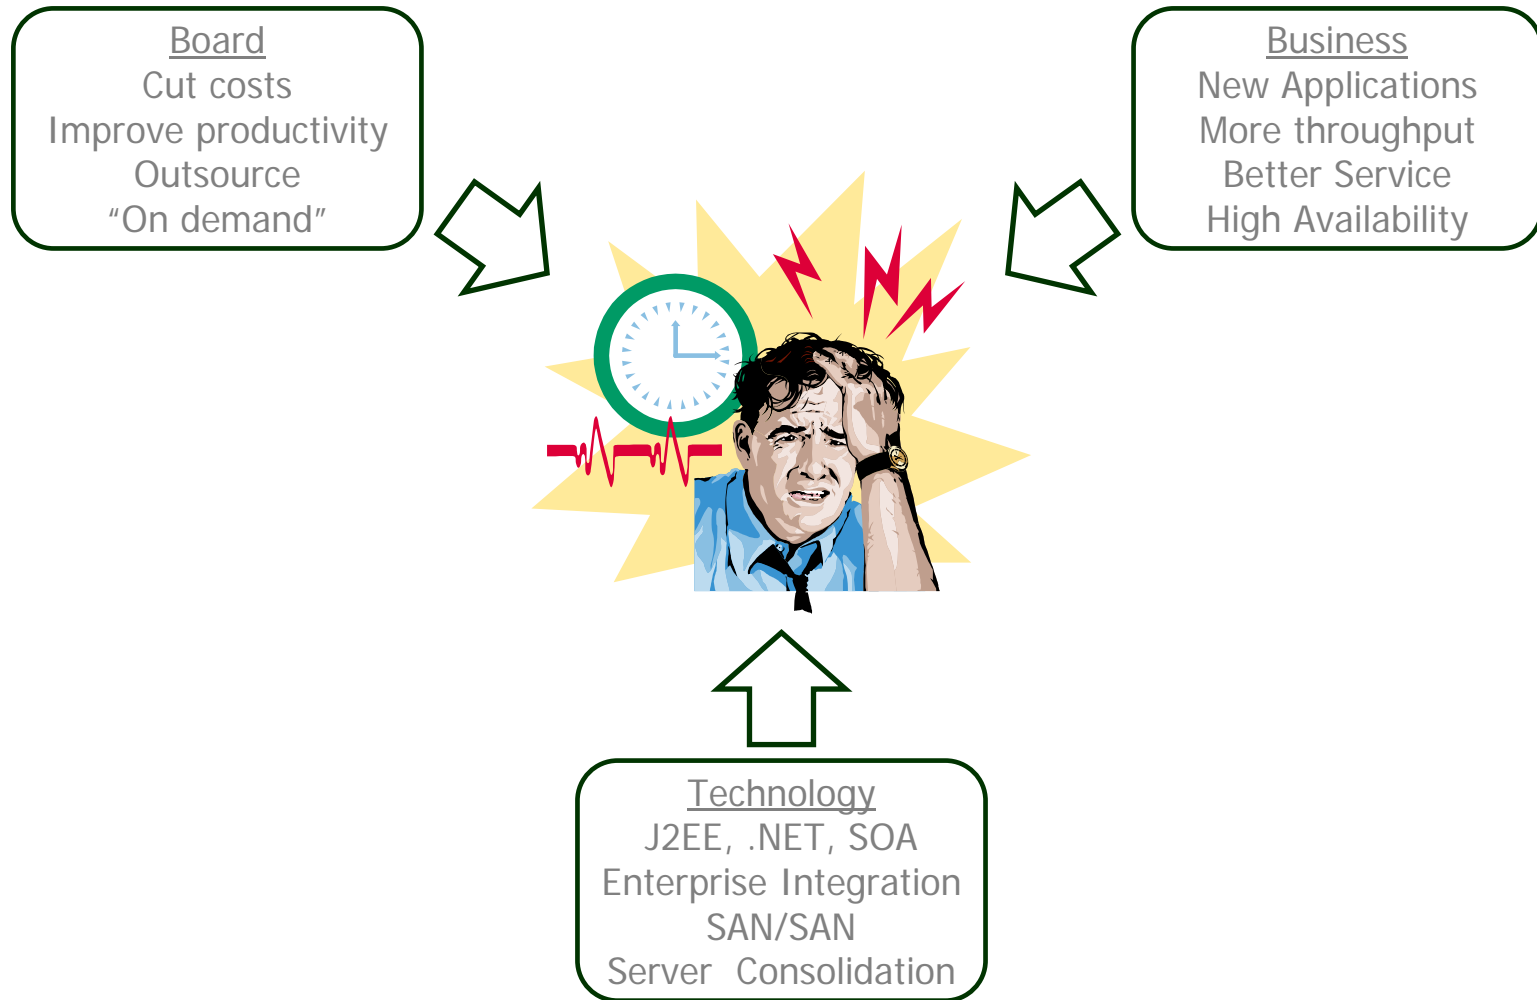 Board
Cut costs
Improve productivity
Outsource
“On demand”
Business
New Applications
More throughput
Better Service
High Availability
Technology
J2EE, .NET, SOA
Enterprise Integration
SAN/SAN
Server  Consolidation